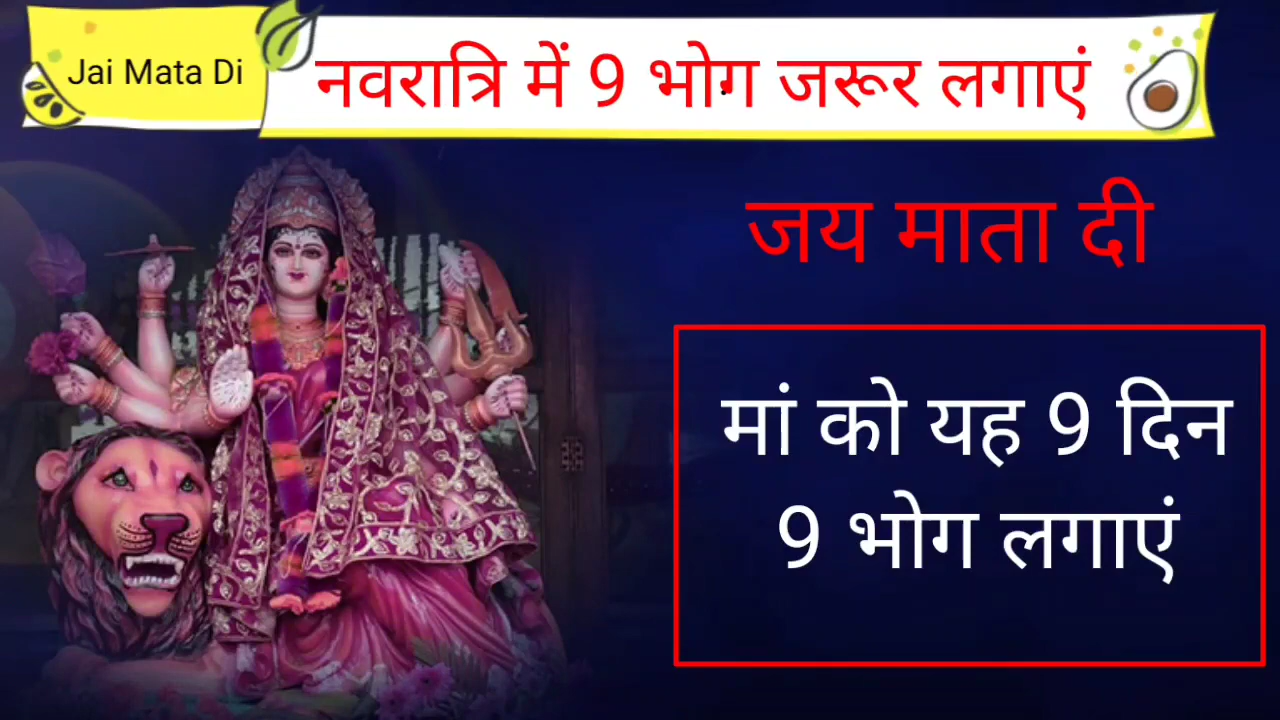 Jai Mata Di
नवरात्रि में 9 भोग जरूर लगाएं
जय माता दी
मां को यह 9 दिन
9 भोग लगाएं